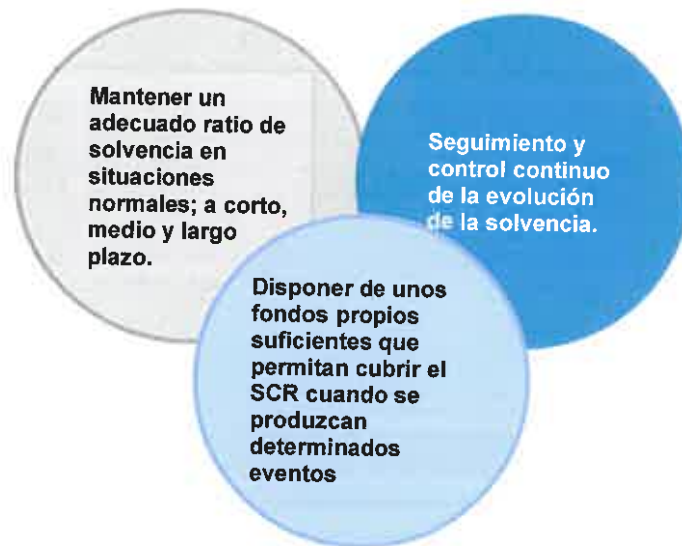 Mantener un
adecuado ratio de
solvencia en
situaciones
normales; a corto,
medio y largo
plazo.
Seguimiento y
control continuo
de la evolución
de la solvencia.
Disponer de unos
fondos propios
suficientes que
permitan cubrir el
SCR cuando se
produzcan
determinados
eventos